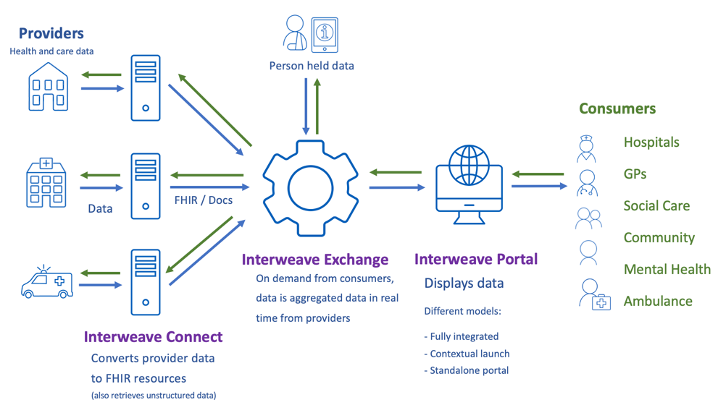 Providers
Health and care data
Person held data
Consumers
Hospitals
GPs
Social Care
Community
Mental Health
Ambulance
Data
FHIR / Docs
Interweave Exchange
On demand from consumers,
data is aggregated data in real
time from providers
Interweave Portal
Displays data
Different models:
- Fully integrated
- Contextual launch
- Standalone portal
Interweave Connect
Converts provider data
to FHIR resources
(also retrieves unstructured data)